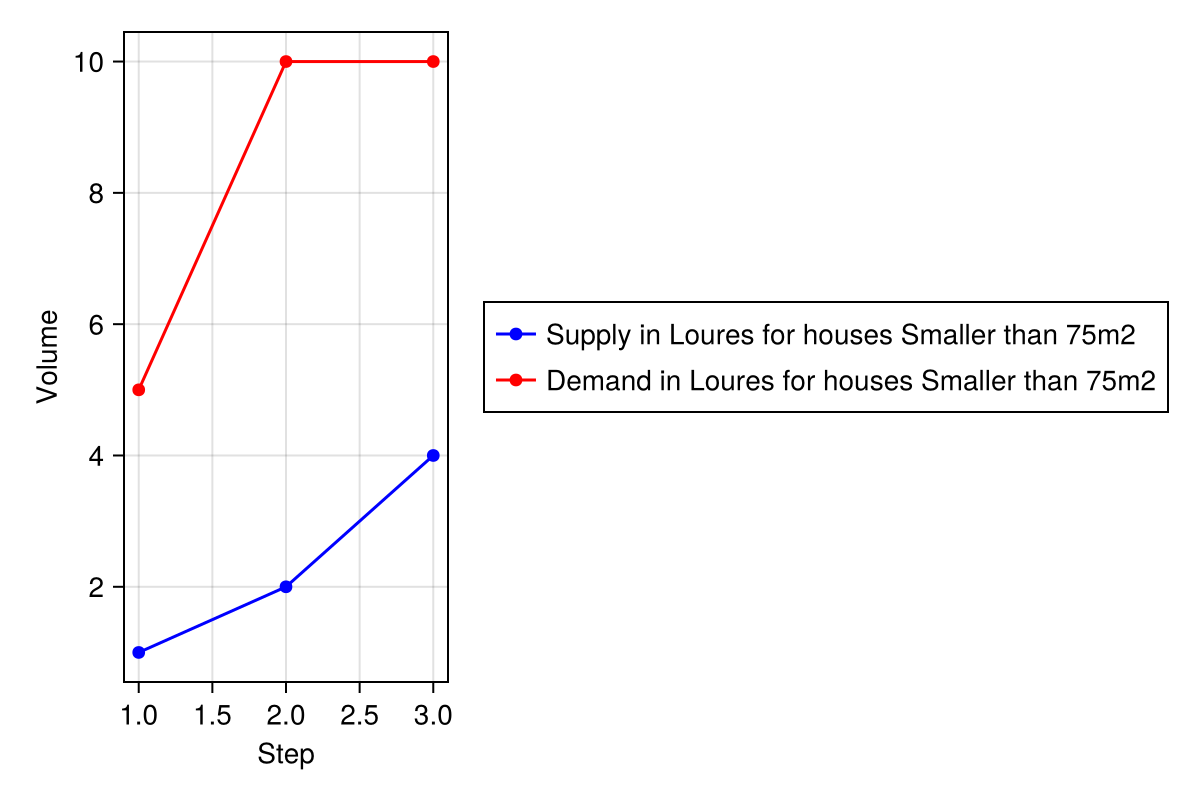 10
8
6
4
2
Volume
1.0 1.5 2.0 2.5 3.0
Step
Supply in Loures for houses Smaller than 75m2
Demand in Loures for houses Smaller than 75m2